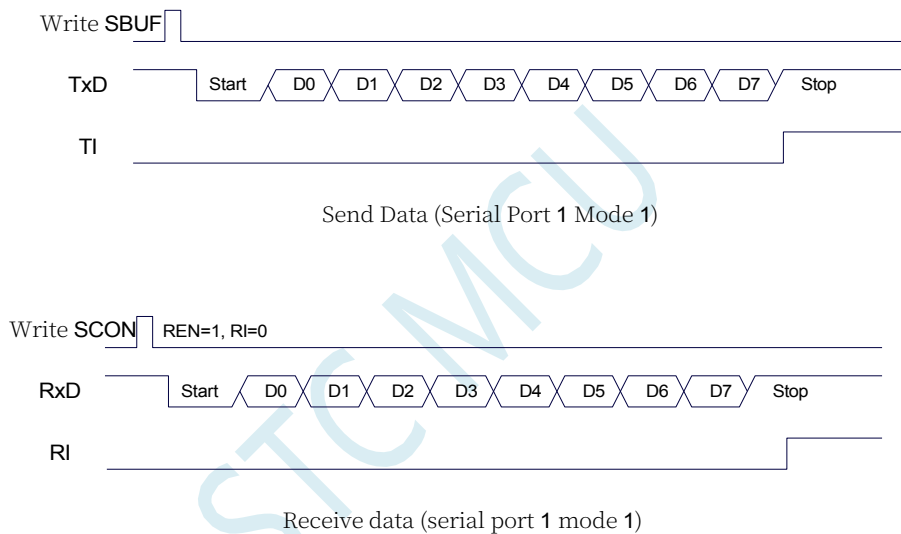 Write SBUF
TxD Start D0 D1 D2 D3 D4 D5 D6 D7 Stop
TI
Send Data (Serial Port 1 Mode 1)
Write SCON REN=1, RI=0
RxD Start D0 D1 D2 D3 D4 D5 D6 D7 Stop
RI
Receive data (serial port 1 mode 1)
STC MCU